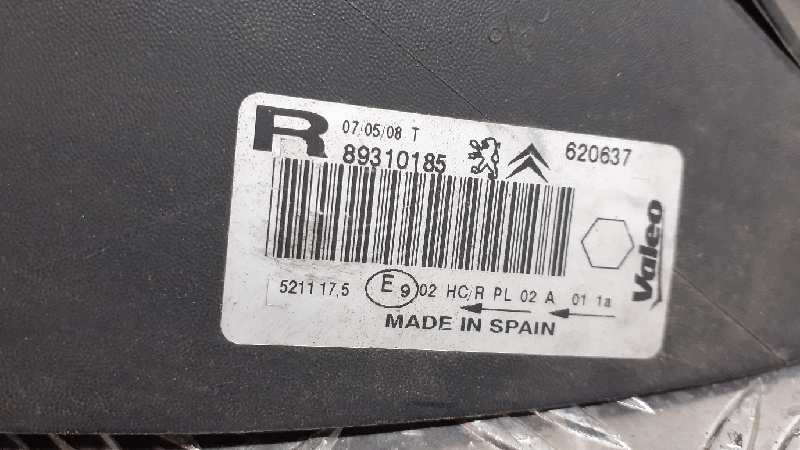 R 07/05/08 T
89310185 620637
Valeo
5211 17,5 E 9 02 HC/R PL 02 A 01 1a
MADE IN SPAIN